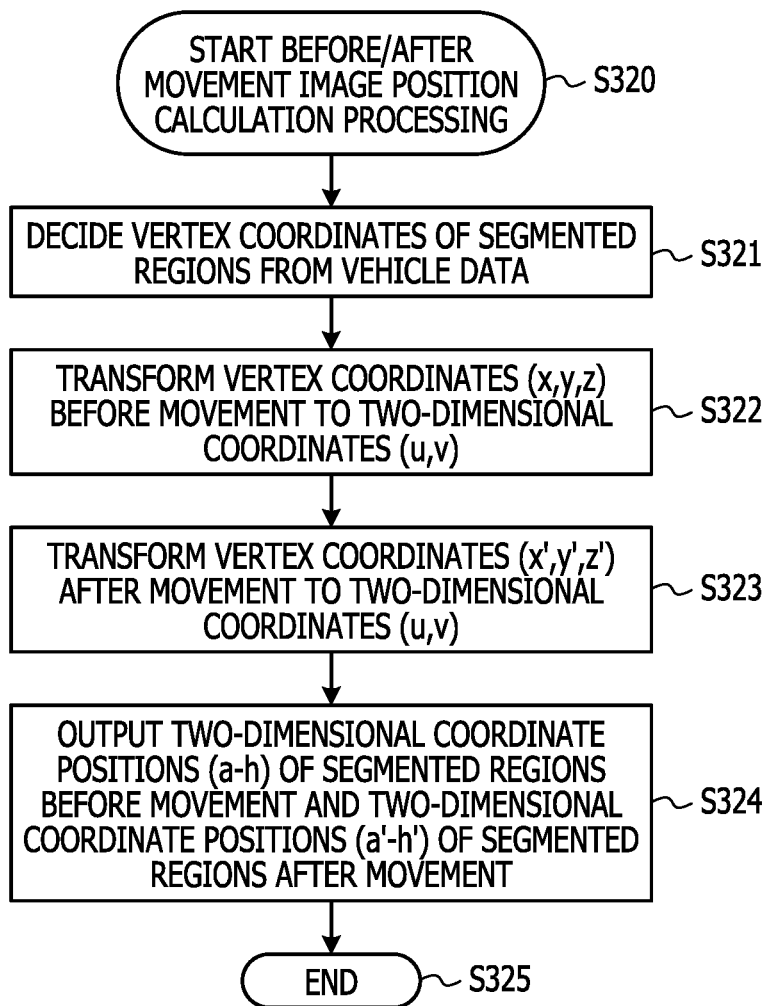 START BEFORE/AFTER
MOVEMENT IMAGE POSITION
CALCULATION PROCESSING
S320
DECIDE VERTEX COORDINATES OF SEGMENTED
REGIONS FROM VEHICLE DATA
S321
TRANSFORM VERTEX COORDINATES (x,y,z)
BEFORE MOVEMENT TO TWO-DIMENSIONAL
COORDINATES (u,v)
S322
TRANSFORM VERTEX COORDINATES (x',y',z')
AFTER MOVEMENT TO TWO-DIMENSIONAL
COORDINATES (u,v)
S323
OUTPUT TWO-DIMENSIONAL COORDINATE
POSITIONS (a-h) OF SEGMENTED REGIONS
BEFORE MOVEMENT AND TWO-DIMENSIONAL
COORDINATE POSITIONS (a'-h') OF SEGMENTED
REGIONS AFTER MOVEMENT
S324
END
S325